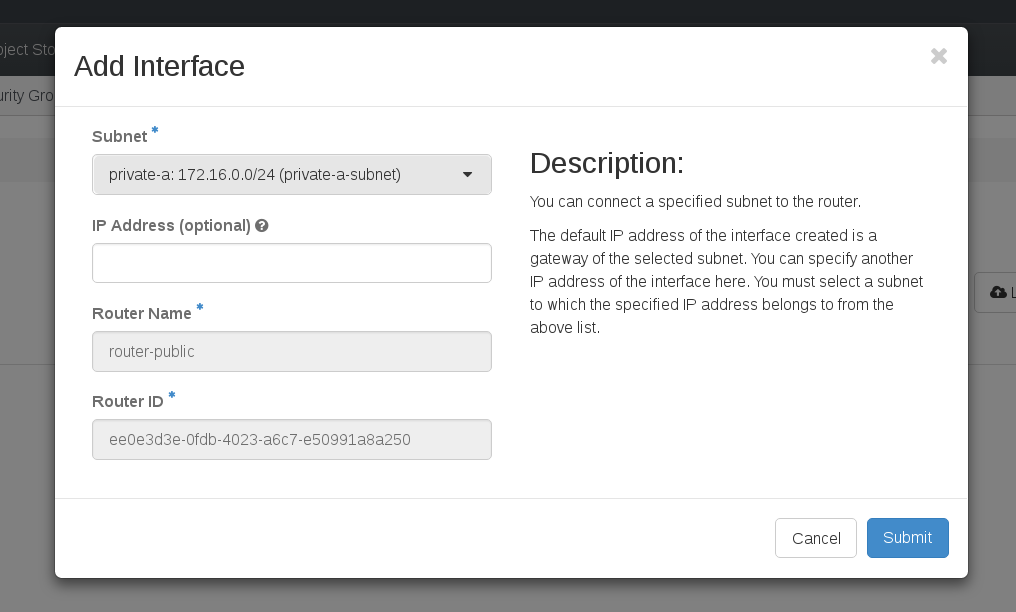 oject Sto
urity Gro
Add Interface
Subnet *
private-a: 172.16.0.0/24 (private-a-subnet)
IP Address (optional)
Router Name *
router-public
Router ID *
ee0e3d3e-0fdb-4023-a6c7-e50991a8a250
Description:
You can connect a specified subnet to the router.
The default IP address of the interface created is a
gateway of the selected subnet. You can specify another
IP address of the interface here. You must select a subnet
to which the specified IP address belongs to from the
above list.
L
Cancel
Submit